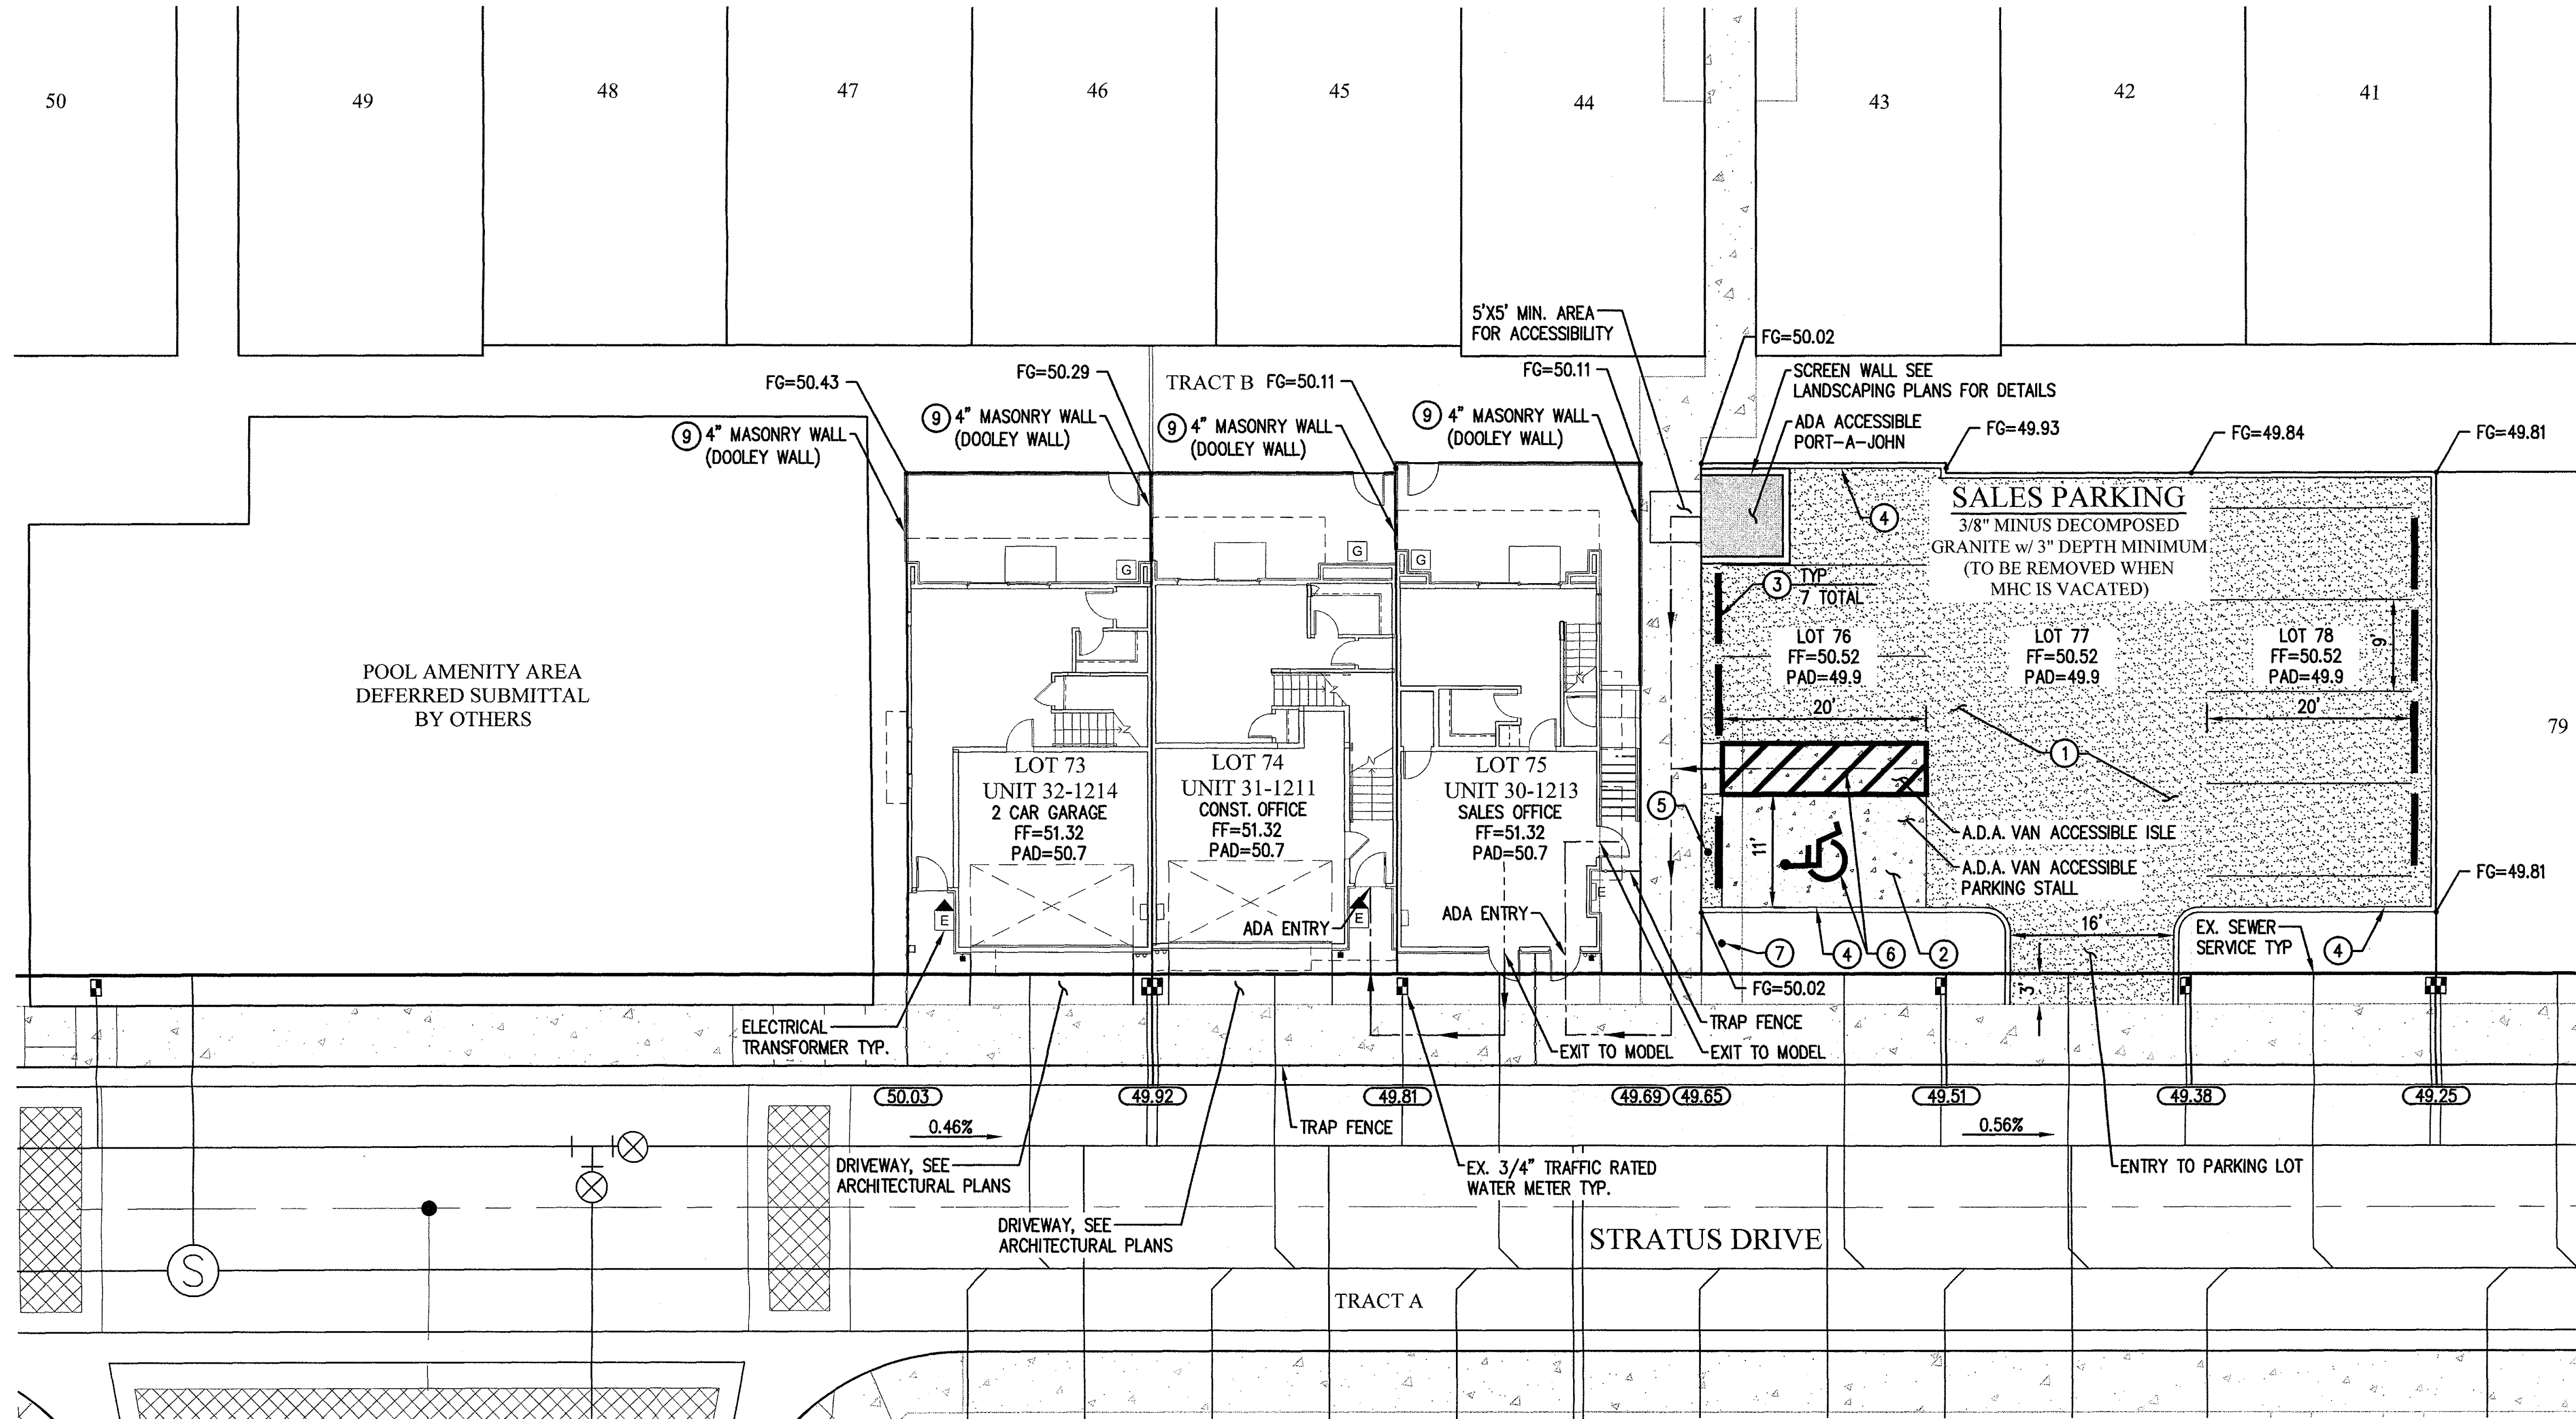 50
49
48
47
46
45
44
43
42
41
5'X5' MIN. AREA
FOR ACCESSIBILITY
FG=50.02
FG=50.43
FG=50.29
TRACT B
FG=50.11
FG=50.11
SCREEN WALL SEE
LANDSCAPING PLANS FOR DETAILS
ADA ACCESSIBLE
PORT-A-JOHN
FG=49.93
FG=49.84
FG=49.81
9 4" MASONRY WALL
(DOOLEY WALL)
9 4" MASONRY WALL
(DOOLEY WALL)
9 4" MASONRY WALL
(DOOLEY WALL)
9 4" MASONRY WALL
(DOOLEY WALL)
SALES PARKING
3/8" MINUS DECOMPOSED
GRANITE w/ 3" DEPTH MINIMUM
(TO BE REMOVED WHEN
MHC IS VACATED)
4
G
G
G
3 TYP
7 TOTAL
POOL AMENITY AREA
DEFERRED SUBMITTAL
BY OTHERS
LOT 76
FF=50.52
PAD=49.9
LOT 77
FF=50.52
PAD=49.9
LOT 78
FF=50.52
PAD=49.9
9'
20'
20'
79
1
LOT 73
UNIT 32-1214
2 CAR GARAGE
FF=51.32
PAD=50.7
LOT 74
UNIT 31-1211
CONST. OFFICE
FF=51.32
PAD=50.7
LOT 75
UNIT 30-1213
SALES OFFICE
FF=51.32
PAD=50.7
5
11'
A.D.A. VAN ACCESSIBLE ISLE
A.D.A. VAN ACCESSIBLE
PARKING STALL
FG=49.81
E
E
E
ADA ENTRY
ADA ENTRY
16'
EX. SEWER
SERVICE TYP
7
4
6
2
4
3'
FG=50.02
ELECTRICAL
TRANSFORMER TYP.
TRAP FENCE
EXIT TO MODEL
EXIT TO MODEL
50.03
49.92
49.81
49.69
49.65
49.51
49.38
49.25
0.46%
TRAP FENCE
0.56%
DRIVEWAY, SEE
ARCHITECTURAL PLANS
EX. 3/4" TRAFFIC RATED
WATER METER TYP.
ENTRY TO PARKING LOT
DRIVEWAY, SEE
ARCHITECTURAL PLANS
STRATUS DRIVE
S
TRACT A